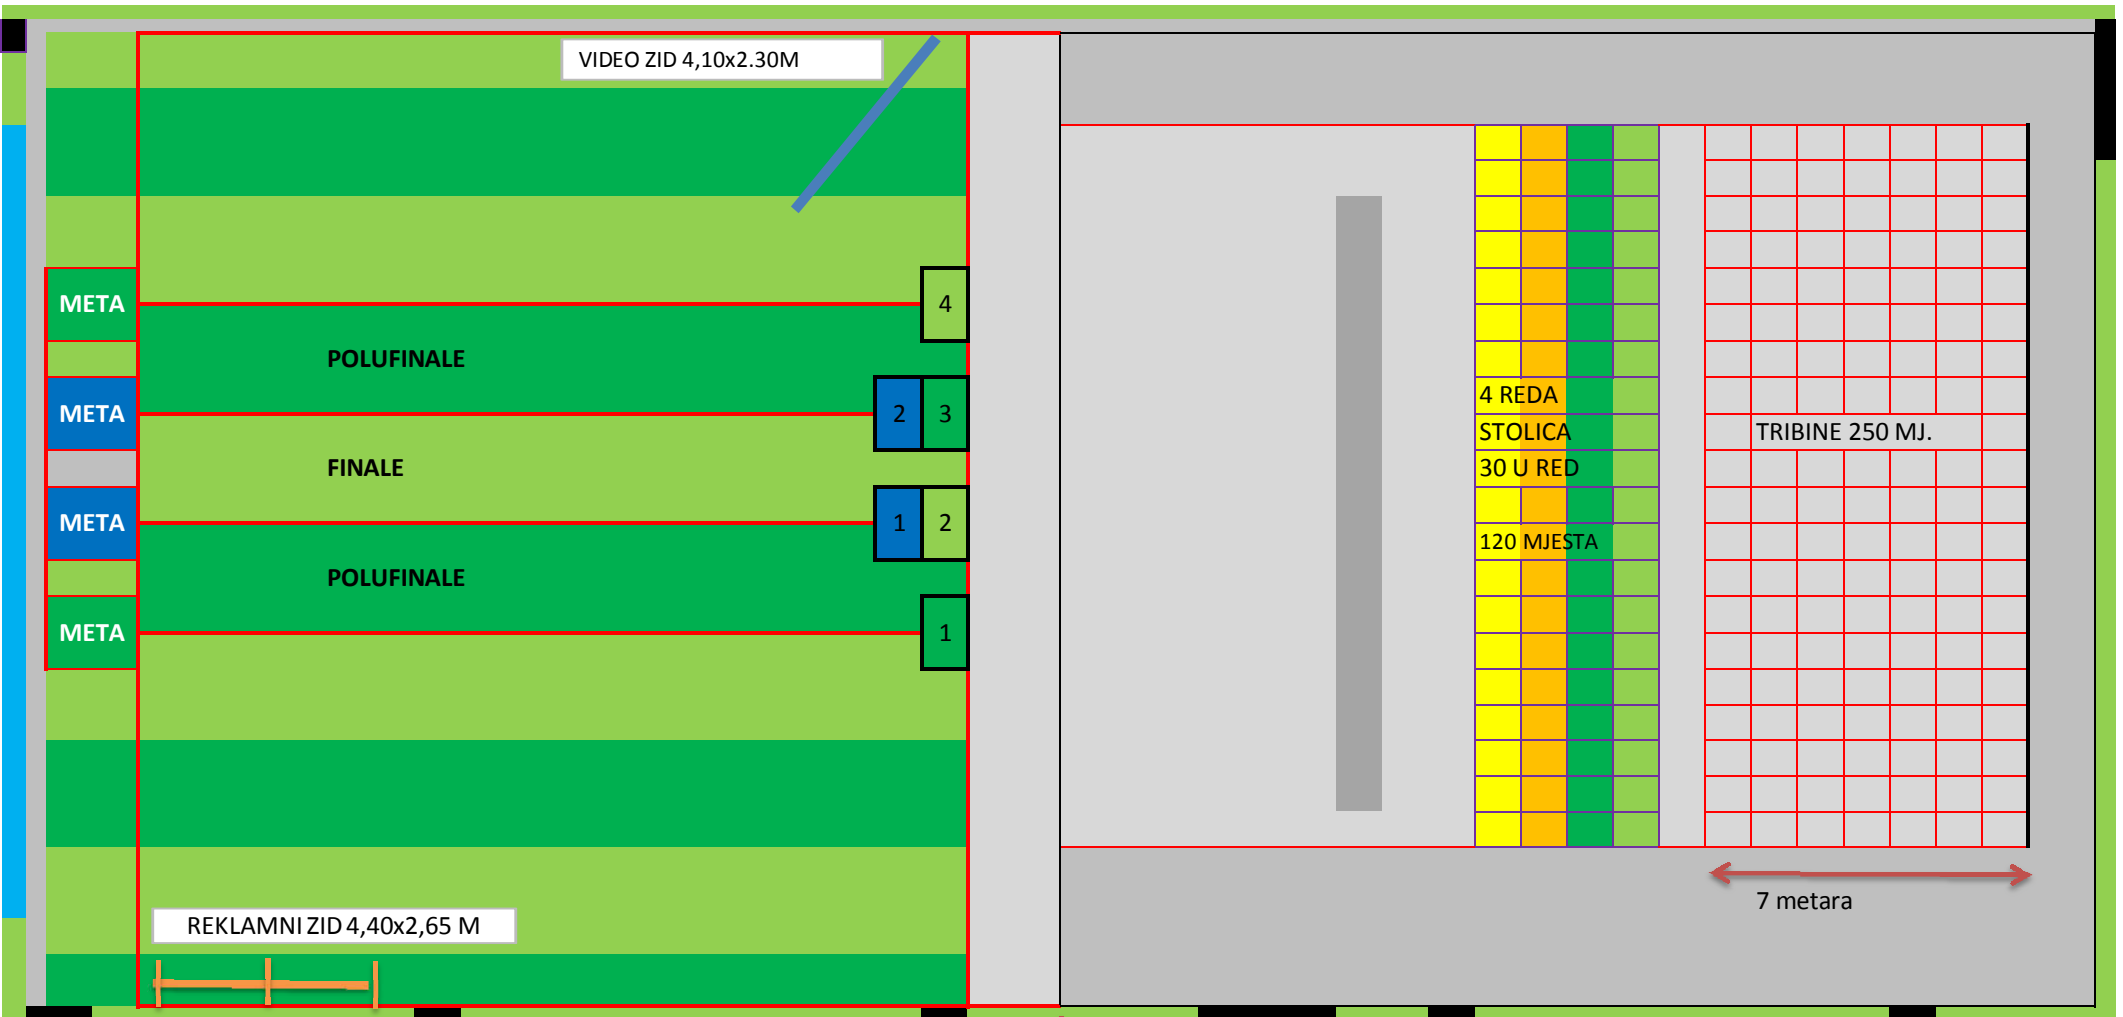 VIDEO ZID 4,10x2.30M
META
4
POLUFINALE
META
2
3
4 REDA
STOLICA
TRIBINE 250 MJ.
FINALE
30 U RED
META
1
2
120 MJESTA
POLUFINALE
META
1
7 metara
REKLAMNI ZID 4,40x2,65 M